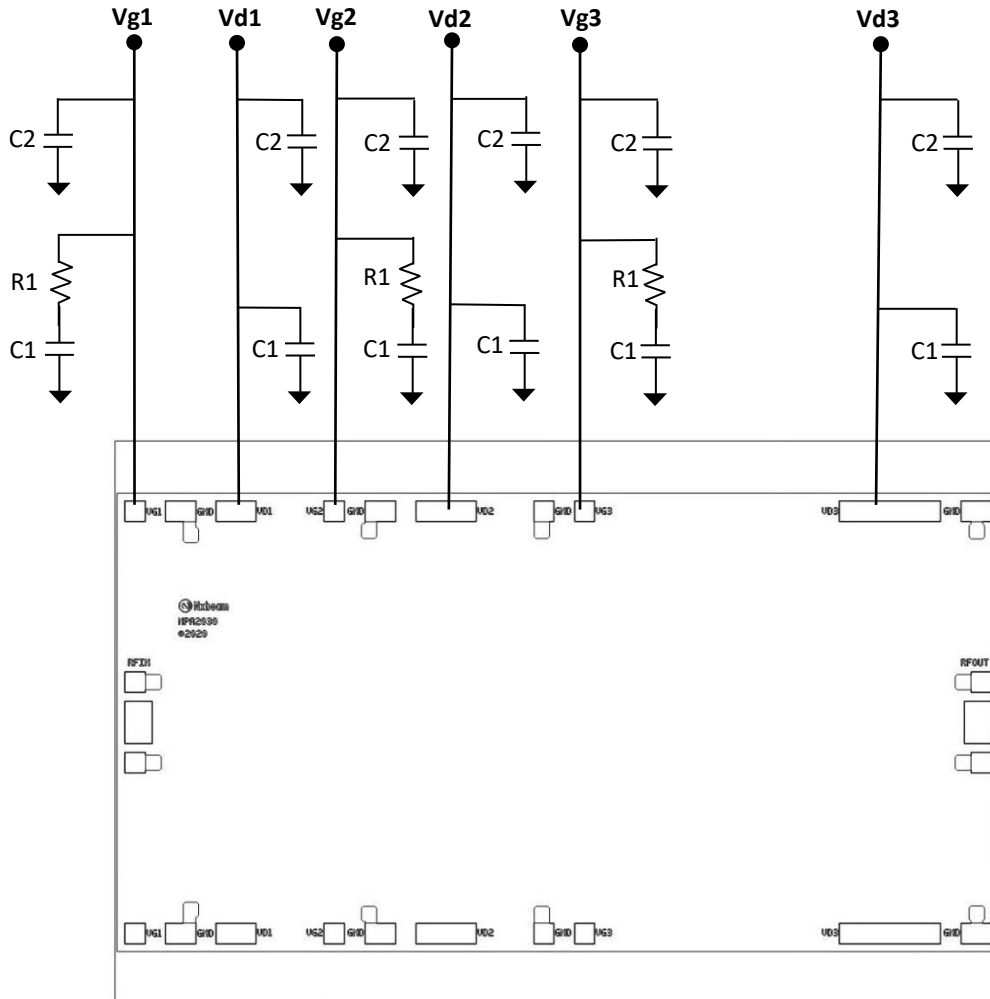 Vg1 Vd1 Vg2 Vd2 Vg3 Vd3
C2 C2 C2 C2 C2 C2
R1 R1 R1
C1 C1 C1 C1 C1 C1
VG1 GND VD1 VG2 GND VD2 GND VG3 VD3 GND
Nxbeam
NPA2030
©2020
RFIN RFOUT
VG1 GND VD1 VG2 GND VD2 GND VG3 VD3 GND